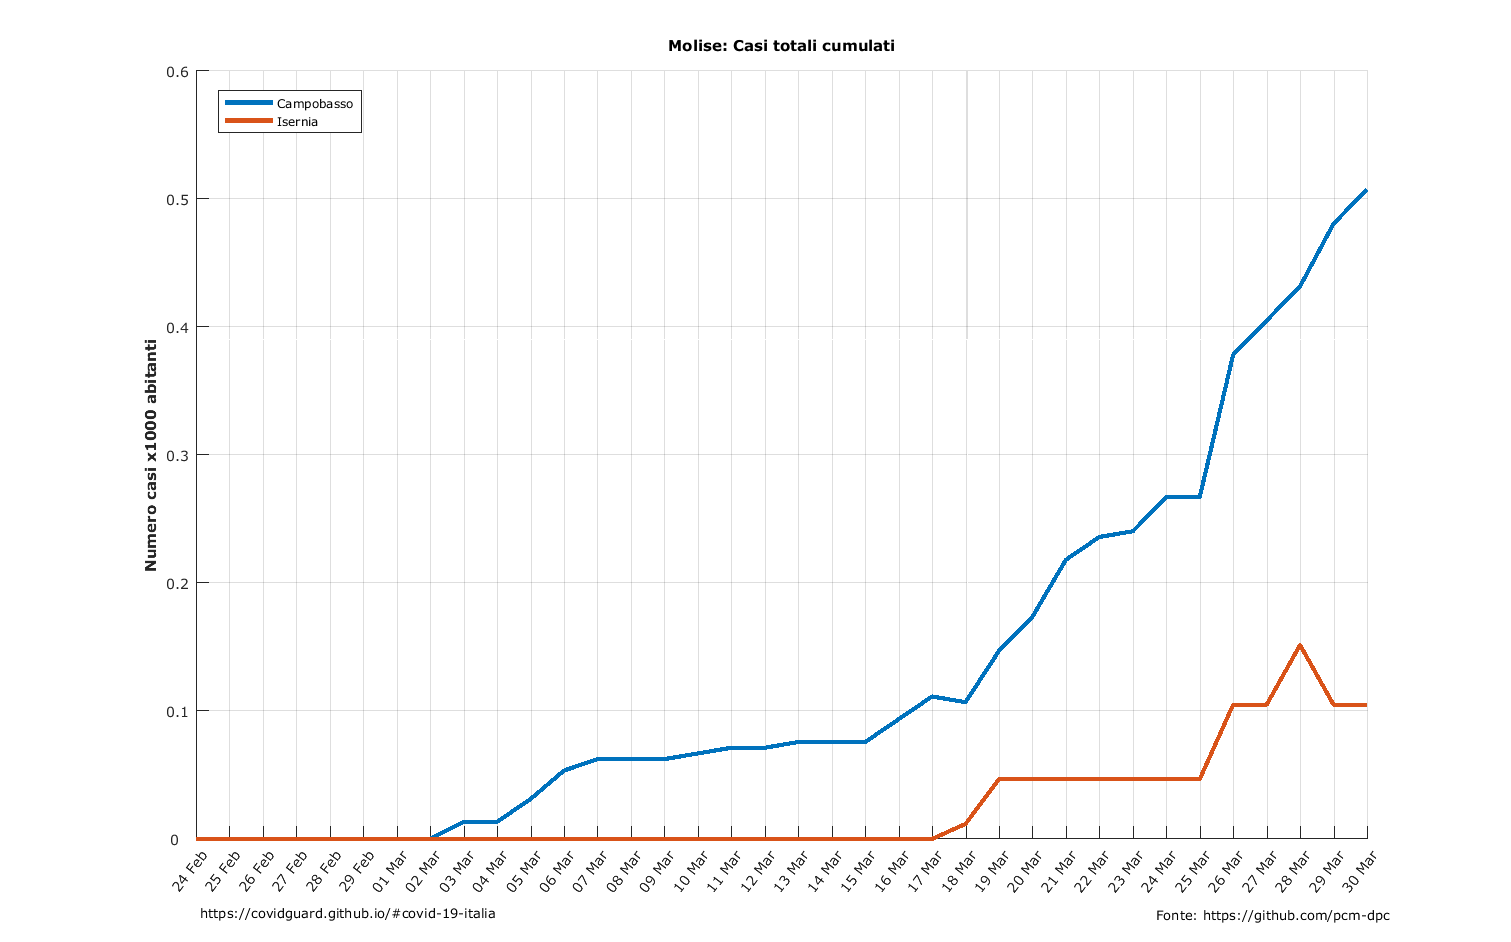 Molise: Casi totali cumulati
Campobasso
Isernia
Numero casi x1000 abitanti
0.6
0.5
0.4
0.3
0.2
0.1
0
24 Feb
25 Feb
26 Feb
27 Feb
28 Feb
29 Feb
01 Mar
02 Mar
03 Mar
04 Mar
05 Mar
06 Mar
07 Mar
08 Mar
09 Mar
10 Mar
11 Mar
12 Mar
13 Mar
14 Mar
15 Mar
16 Mar
17 Mar
18 Mar
19 Mar
20 Mar
21 Mar
22 Mar
23 Mar
24 Mar
25 Mar
26 Mar
27 Mar
28 Mar
29 Mar
30 Mar
https://covidguard.github.io/#covid-19-italia
Fonte: https://github.com/pcm-dpc